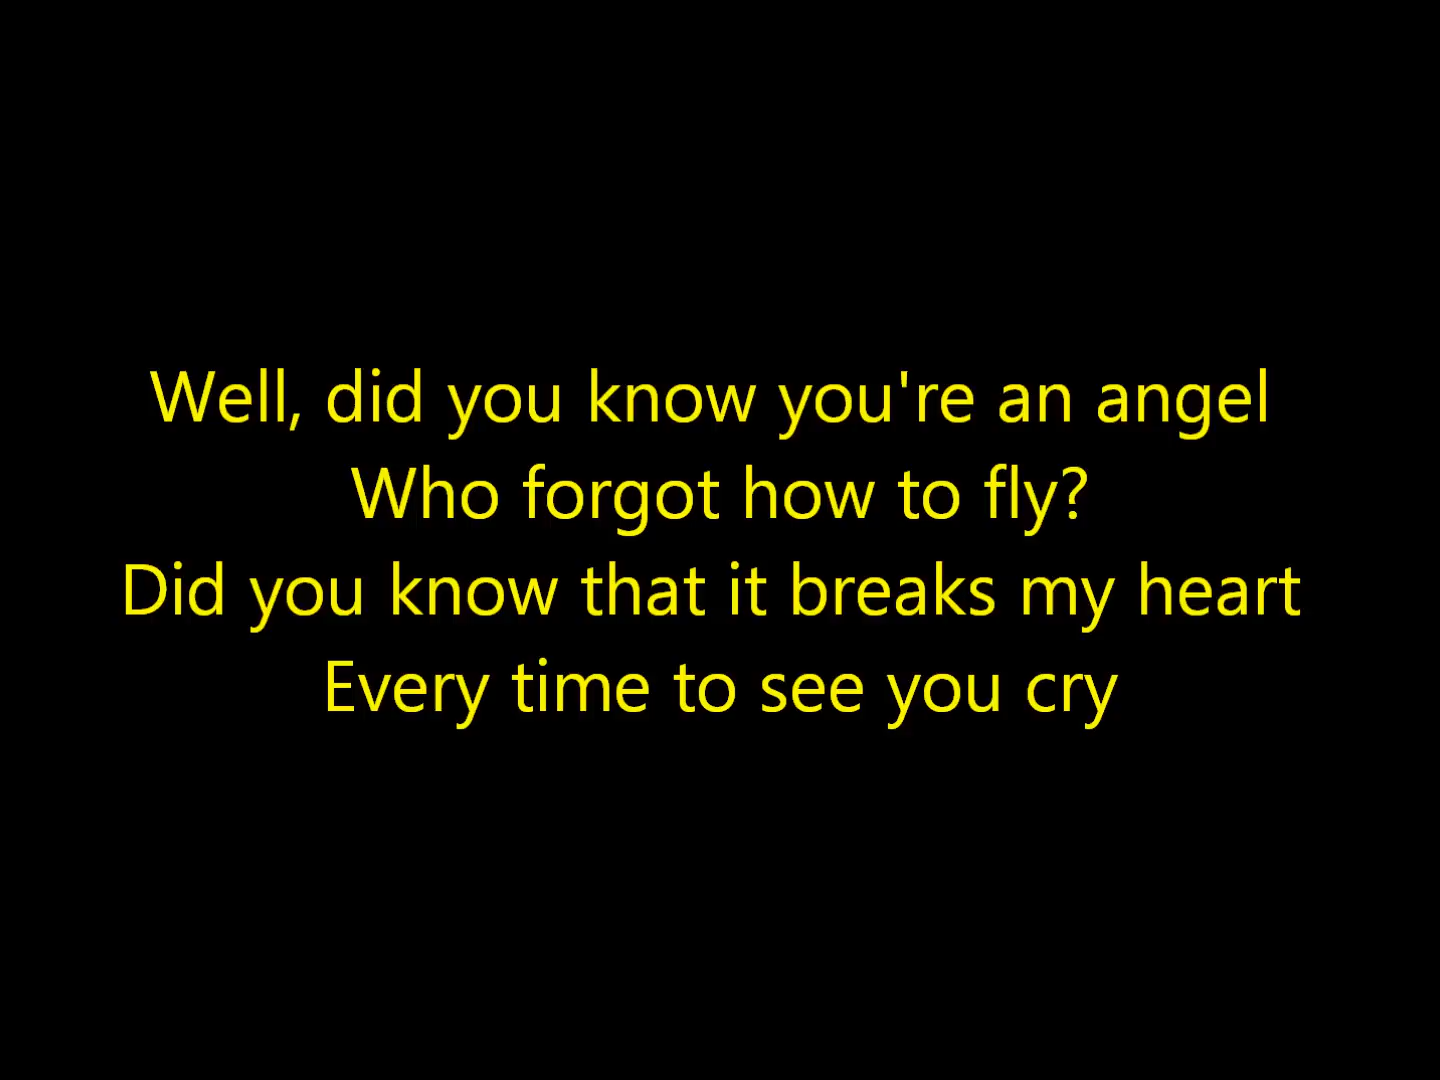 Well, did you know you're an angel
Who forgot how to fly?
Did you know that it breaks my heart
Every time to see you cry